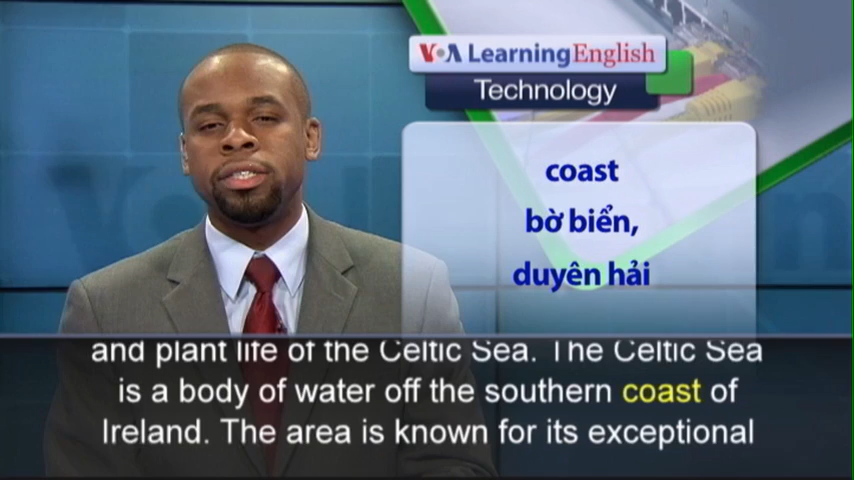 VOA Learning English
Technology
coast
bờ biển,
duyên hải
and plant life of the Celtic Sea. The Celtic Sea
is a body of water off the southern coast of
Ireland. The area is known for its exceptional